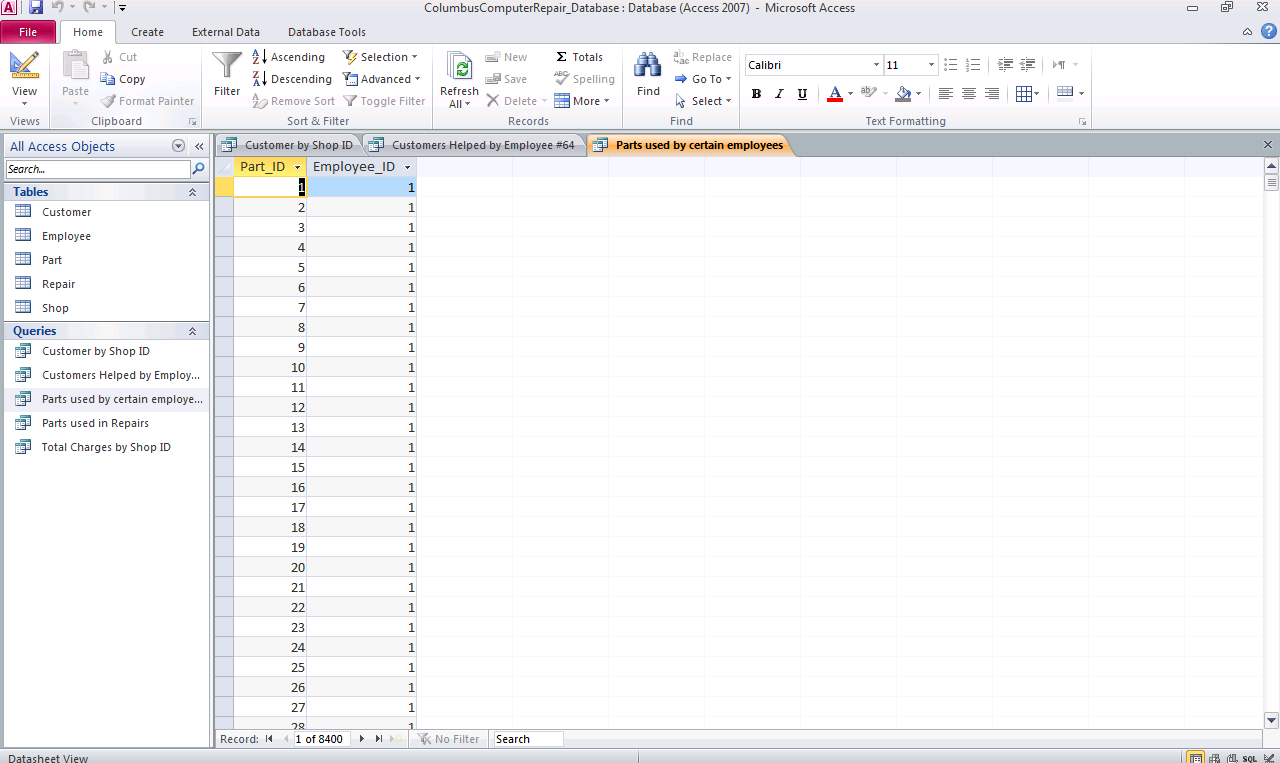 ColumbusComputerRepair_Database : Database (Access 2007) - Microsoft Access
File Home Create External Data Database Tools
View
Views
Paste
Cut
Copy
Format Painter
Clipboard
Filter
Ascending
Descending
Remove Sort
Selection
Advanced
Toggle Filter
Sort & Filter
Refresh All
New
Save
Delete
Totals
Spelling
More
Records
Find
Replace
Go To
Select
Find
Calibri 11
B I U A
Text Formatting
All Access Objects
Search...
Tables
Customer
Employee
Part
Repair
Shop
Queries
Customer by Shop ID
Customers Helped by Employ...
Parts used by certain employe...
Parts used in Repairs
Total Charges by Shop ID
Customer by Shop ID Customers Helped by Employee #64 Parts used by certain employees
Part_ID Employee_ID
1 1
2 1
3 1
4 1
5 1
6 1
7 1
8 1
9 1
10 1
11 1
12 1
13 1
14 1
15 1
16 1
17 1
18 1
19 1
20 1
21 1
22 1
23 1
24 1
25 1
26 1
27 1
28 1
Record: 1 of 8400 No Filter Search
Datasheet View SQL